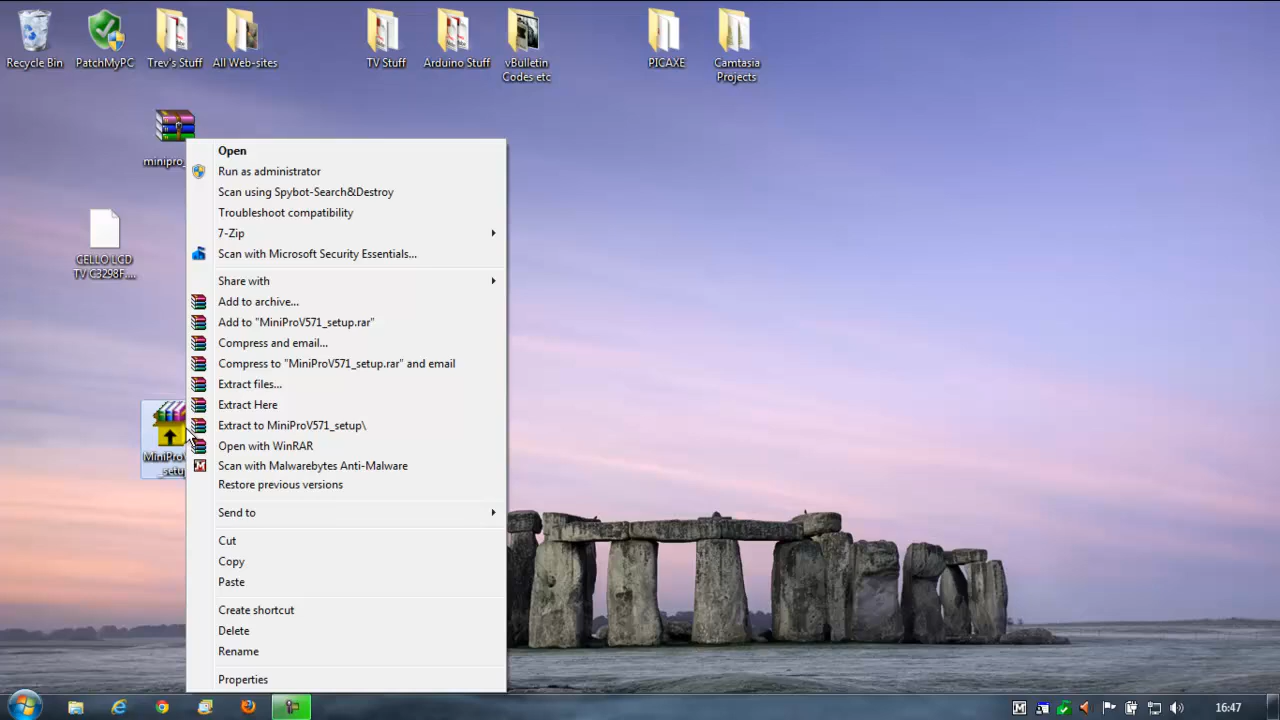 Recycle Bin
PatchMyPC
Trev's Stuff
All Web-sites
TV Stuff
Arduino Stuff
vBulletin
Codes etc
PICAXE
Camtasia
Projects
minipro_
CELLO LCD
TV C3298F....
MiniProV
_setup
Open
Run as administrator
Scan using Spybot-Search&Destroy
Troubleshoot compatibility
7-Zip
Scan with Microsoft Security Essentials...
Share with
Add to archive...
Add to "MiniProV571_setup.rar"
Compress and email...
Compress to "MiniProV571_setup.rar" and email
Extract files...
Extract Here
Extract to MiniProV571_setup\
Open with WinRAR
Scan with Malwarebytes Anti-Malware
Restore previous versions
Send to
Cut
Copy
Paste
Create shortcut
Delete
Rename
Properties
16:47